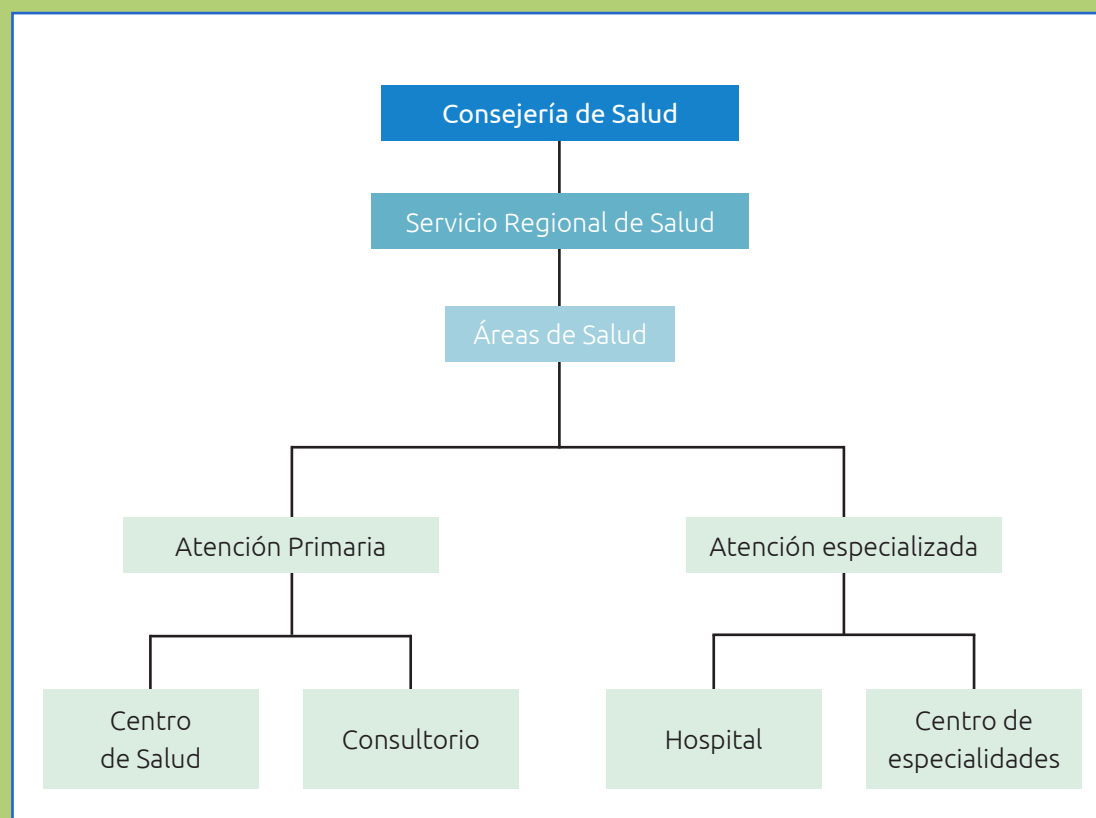 Consejería de Salud
Servicio Regional de Salud
Áreas de Salud
Atención Primaria
Atención especializada
Centro
de Salud
Consultorio
Hospital
Centro de
especialidades